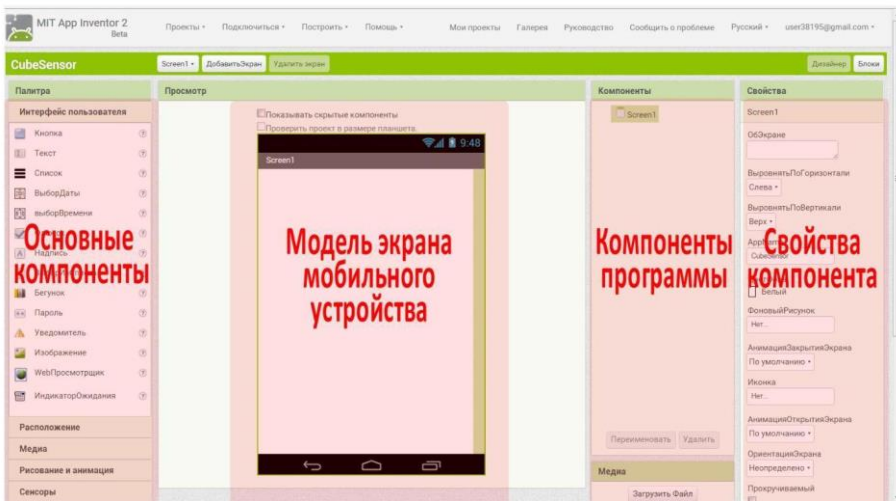 MIT App Inventor 2
Beta
Проекты Подключиться Построить Помощь Мои проекты Галерея Руководство Сообщить о проблеме Русский user38195@gmail.com
CubeSensor Screen1 ДобавитьЭкран Удалить экран Дизайнер Блоки
Палитра
Интерфейс пользователя
Кнопка
Текст
Список
ВыборДаты
выборВремени
Надпись
Бегунок
Пароль
Уведомитель
Изображение
WebПросмотрщик
ИндикаторОжидания
Расположение
Медиа
Рисование и анимация
Сенсоры
Основные
компоненты
Просмотр
Показывать скрытые компоненты
Проверить проект в размере планшета.
9:48
Screen1
Модель экрана
мобильного
устройства
Компоненты
Screen1
Компоненты
программы
Переименовать Удалить
Медиа
Загрузить Файл
Свойства
Screen1
ОбЭкране
ВыровнятьПоГоризонтали
Слева
ВыровнятьПоВертикали
Верх
CubeSensor
Белый
Свойства
компонента
ФоновыйРисунок
Нет...
АнимацияЗакрытияЭкрана
По умолчанию
Иконка
Нет...
АнимацияОткрытияЭкрана
По умолчанию
ОриентацияЭкрана
Неопределено
Прокручиваемый